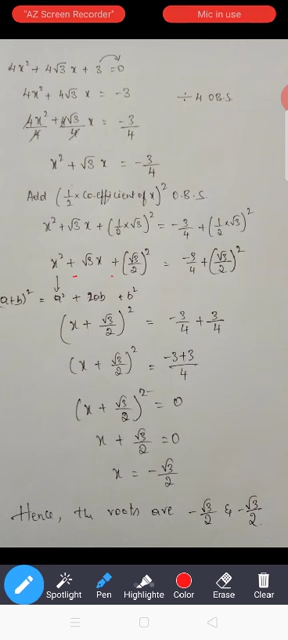 "AZ Screen Recorder"
Mic in use
4x² + 4√3 x + 3 = 0
4x² + 4√3 x = -3 ÷ 4 O.B.S.
4x²/4 + 4√3x/4 = -3/4
x² + √3 x = -3/4
Add (1/2 × Co-efficient of x)² O.B.S.
x² + √3 x + (1/2 × √3)² = -3/4 + (1/2 × √3)²
x² + √3x + (√3/2)² = -3/4 + (√3/2)²
(a+b)² = a² + 2ab + b²
(x + √3/2)² = -3/4 + 3/4
(x + √3/2)² = -3+3/4
(x + √3/2)² = 0
x + √3/2 = 0
x = -√3/2
Hence, the roots are -√3/2 & -√3/2.
Spotlight Pen Highlighte Color Erase Clear